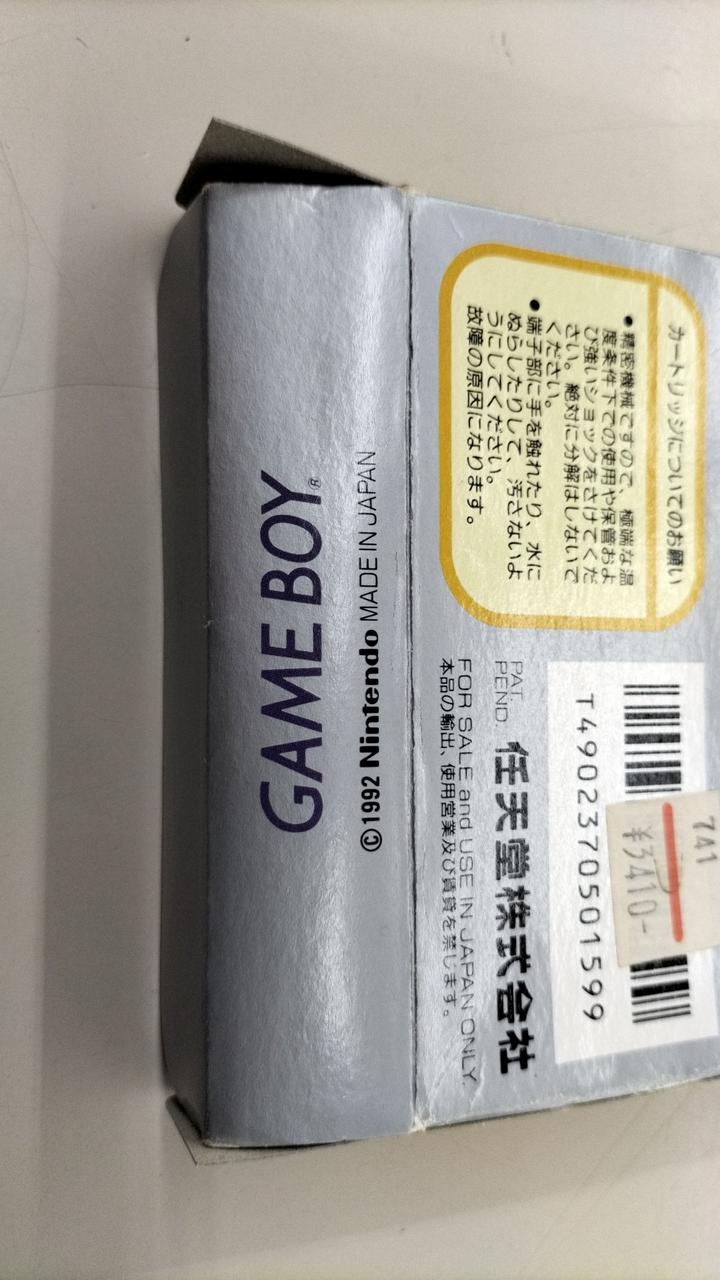 GAME BOY®
©1992 Nintendo MADE IN JAPAN
カートリッジについてのお願い
●精密機械ですので、極端な温
度条件下での使用や保管およ
び強いショックをさけてくだ
さい。絶対に分解はしないで
ください。
●端子部に手を触れたり、水に
ぬらしたりして、汚さないよ
うにしてください。
故障の原因になります。
PAT.
PEND.
任天堂株式会社
FOR SALE and USE IN JAPAN ONLY.
本品の輸出、使用営業及び賃貸を禁じます。
T4902370501599
741
¥3410-